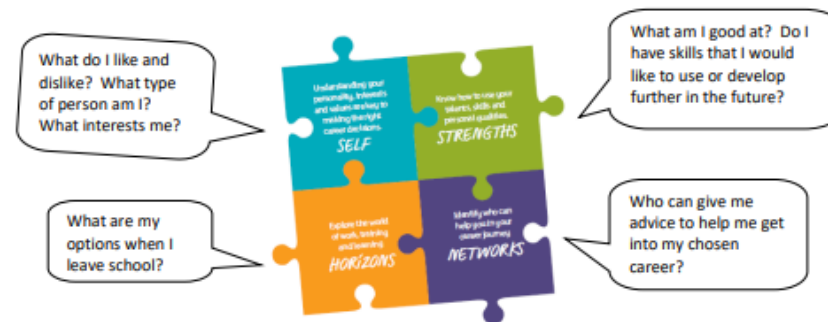 What do I like and
dislike?  What type
of person am I?
What interests me?
What am I good at?  Do I
have skills that I would
like to use or develop
further in the future?
Understanding your
personality, interests
and values are key to
making the right
career decisions.
SELF
Know how to use your
talents, skills and
personal qualities.
STRENGTHS
What are my
options when I
leave school?
Explore the world
of work, training
and learning
HORIZONS
Identify who can
help you in your
career journey
NETWORKS
Who can give me
advice to help me get
into my chosen
career?